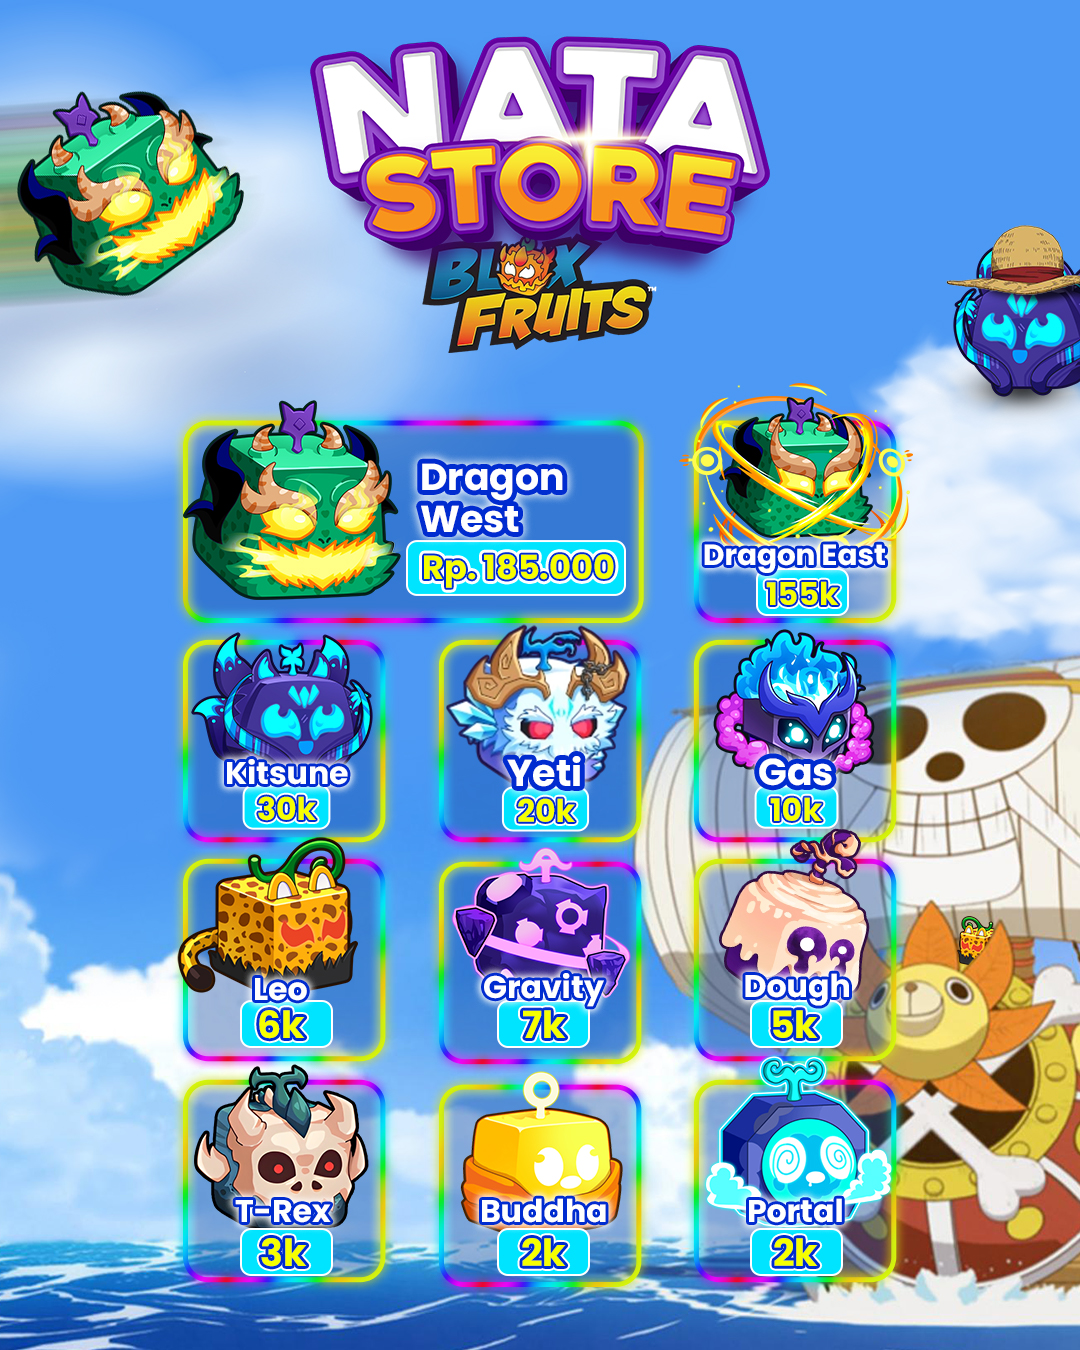 NATA
STORE
BLOX
FRUITS™
Dragon
West
Rp. 185.000
Dragon East
155k
Kitsune
30k
Yeti
20k
Gas
10k
Leo
6k
Gravity
7k
Dough
5k
T-Rex
3k
Buddha
2k
Portal
2k